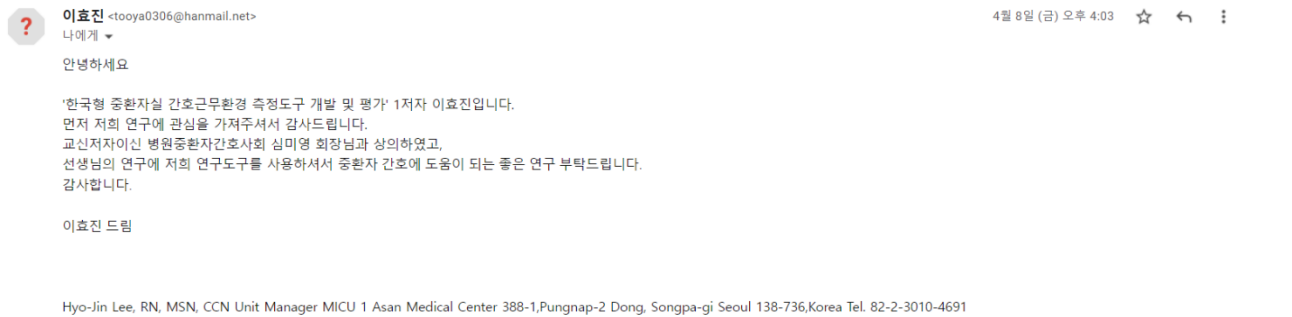 이효진 <tooya0306@hanmail.net>
4월 8일 (금) 오후 4:03
나에게
안녕하세요
'한국형 중환자실 간호근무환경 측정도구 개발 및 평가' 1저자 이효진입니다.
먼저 저희 연구에 관심을 가져주셔서 감사드립니다.
교신저자이신 병원중환자간호사회 심미영 회장님과 상의하였고,
선생님의 연구에 저희 연구도구를 사용하셔서 중환자 간호에 도움이 되는 좋은 연구 부탁드립니다.
감사합니다.
이효진 드림
Hyo-Jin Lee, RN, MSN, CCN Unit Manager MICU 1 Asan Medical Center 388-1,Pungnap-2 Dong, Songpa-gi Seoul 138-736,Korea Tel. 82-2-3010-4691